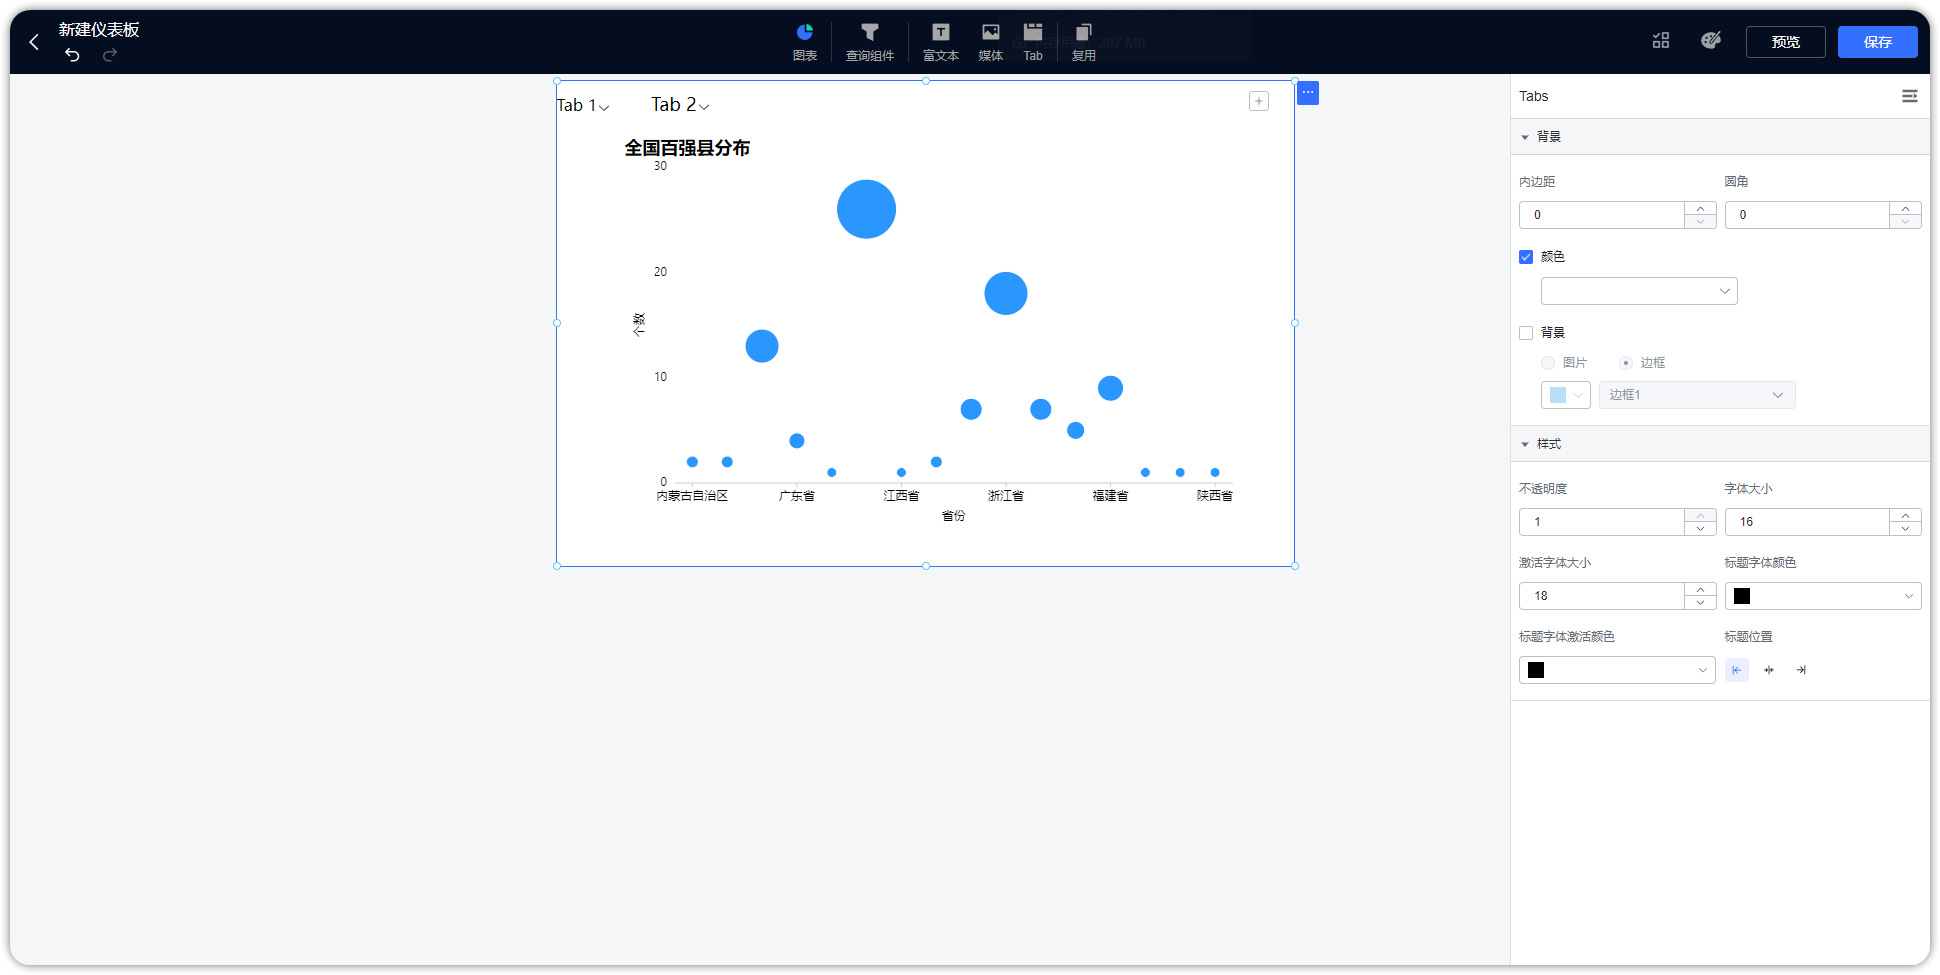 新建仪表板
图表
查询组件
富文本
媒体
Tab
复用
预览
保存
Tab 1
Tab 2
全国百强县分布
30
20
10
0
个数
内蒙古自治区
广东省
江西省
浙江省
福建省
陕西省
省份
Tabs
背景
内边距
圆角
0
0
颜色
背景
图片
边框
边框1
样式
不透明度
字体大小
1
16
激活字体大小
标题字体颜色
18
标题字体激活颜色
标题位置